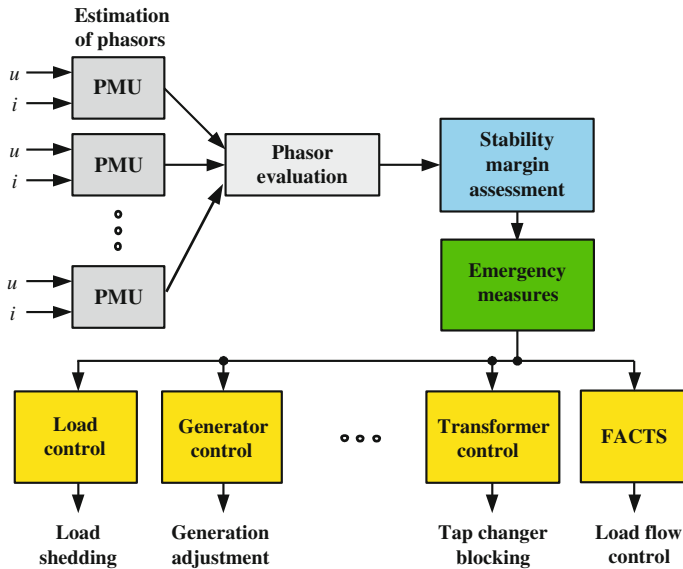 Estimation
of phasors
u
i
PMU
u
i
PMU
u
i
PMU
Phasor
evaluation
Stability
margin
assessment
Emergency
measures
Load
control
Generator
control
Transformer
control
FACTS
Load
shedding
Generation
adjustment
Tap changer
blocking
Load flow
control